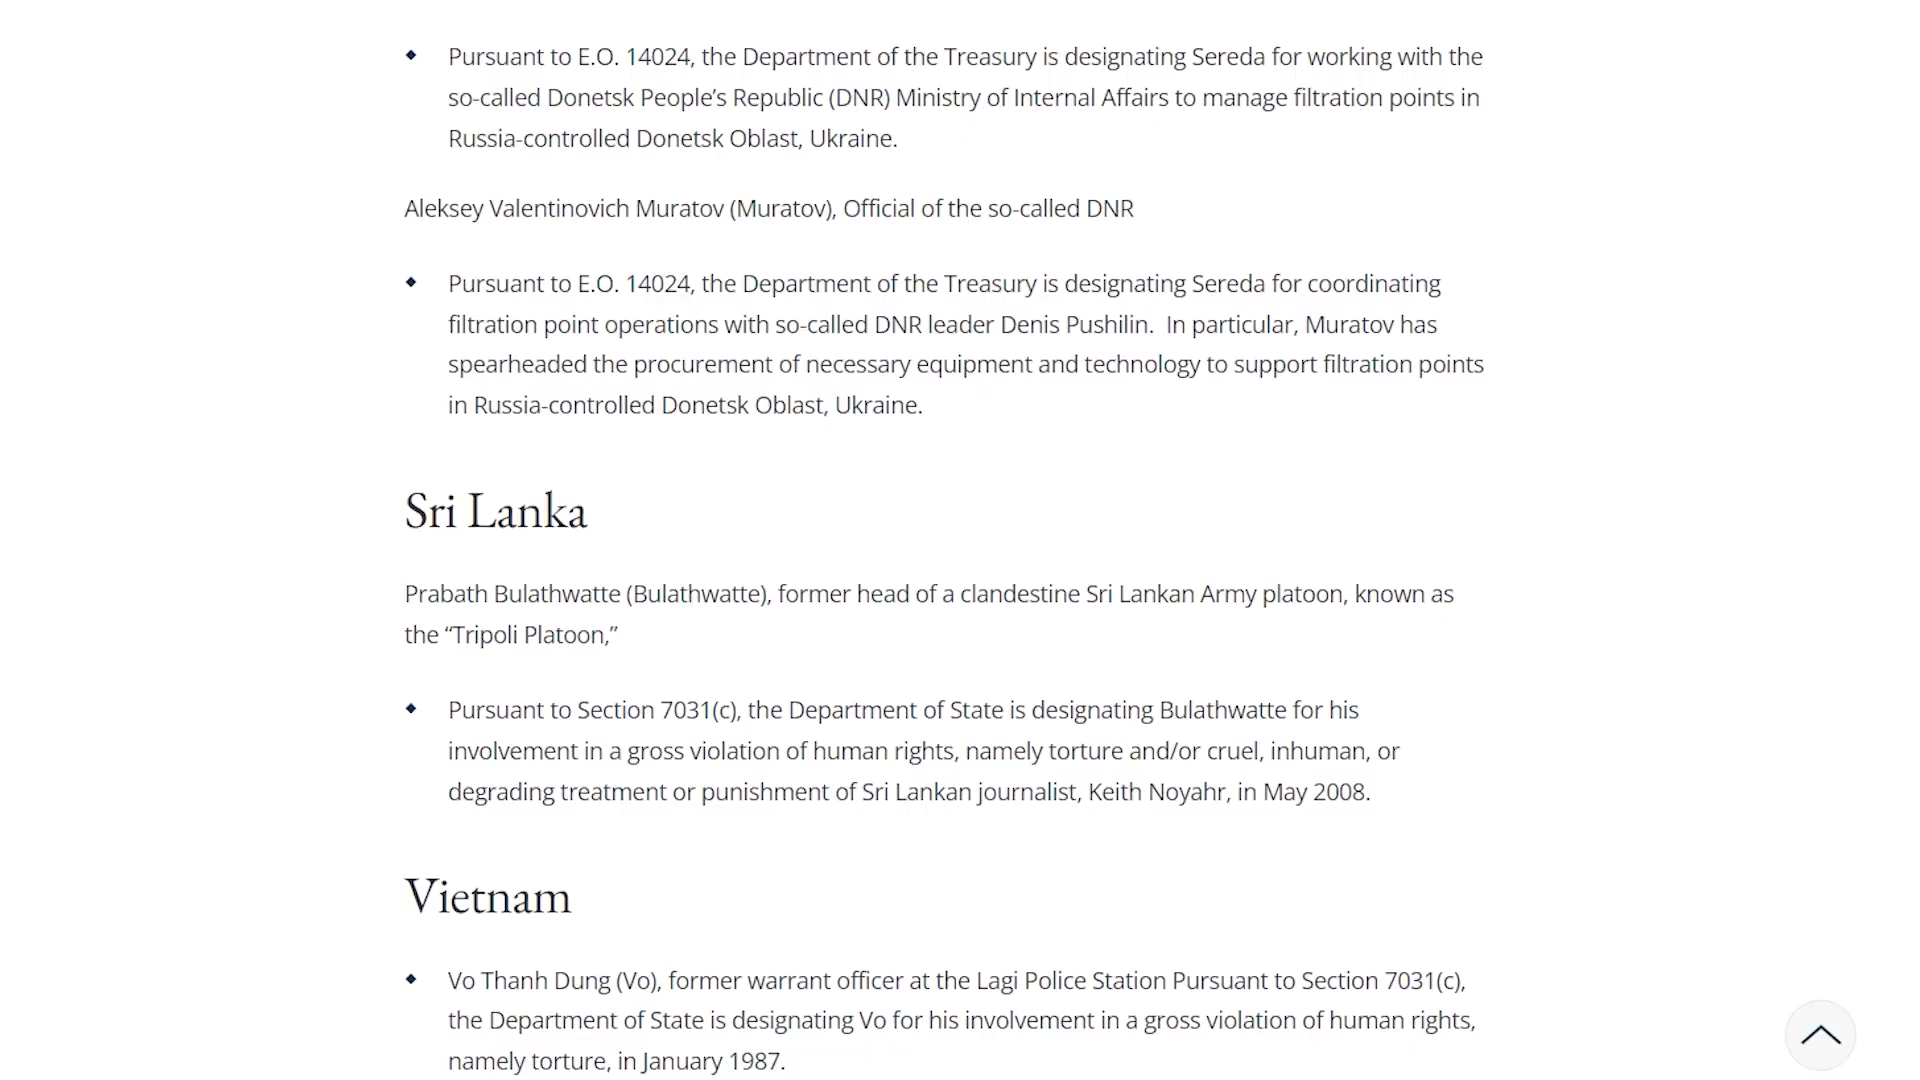 Pursuant to E.O. 14024, the Department of the Treasury is designating Sereda for working with the
so-called Donetsk People’s Republic (DNR) Ministry of Internal Affairs to manage filtration points in
Russia-controlled Donetsk Oblast, Ukraine.
Aleksey Valentinovich Muratov (Muratov), Official of the so-called DNR
Pursuant to E.O. 14024, the Department of the Treasury is designating Sereda for coordinating
filtration point operations with so-called DNR leader Denis Pushilin.  In particular, Muratov has
spearheaded the procurement of necessary equipment and technology to support filtration points
in Russia-controlled Donetsk Oblast, Ukraine.
Sri Lanka
Prabath Bulathwatte (Bulathwatte), former head of a clandestine Sri Lankan Army platoon, known as
the “Tripoli Platoon,”
Pursuant to Section 7031(c), the Department of State is designating Bulathwatte for his
involvement in a gross violation of human rights, namely torture and/or cruel, inhuman, or
degrading treatment or punishment of Sri Lankan journalist, Keith Noyahr, in May 2008.
Vietnam
Vo Thanh Dung (Vo), former warrant officer at the Lagi Police Station Pursuant to Section 7031(c),
the Department of State is designating Vo for his involvement in a gross violation of human rights,
namely torture, in January 1987.